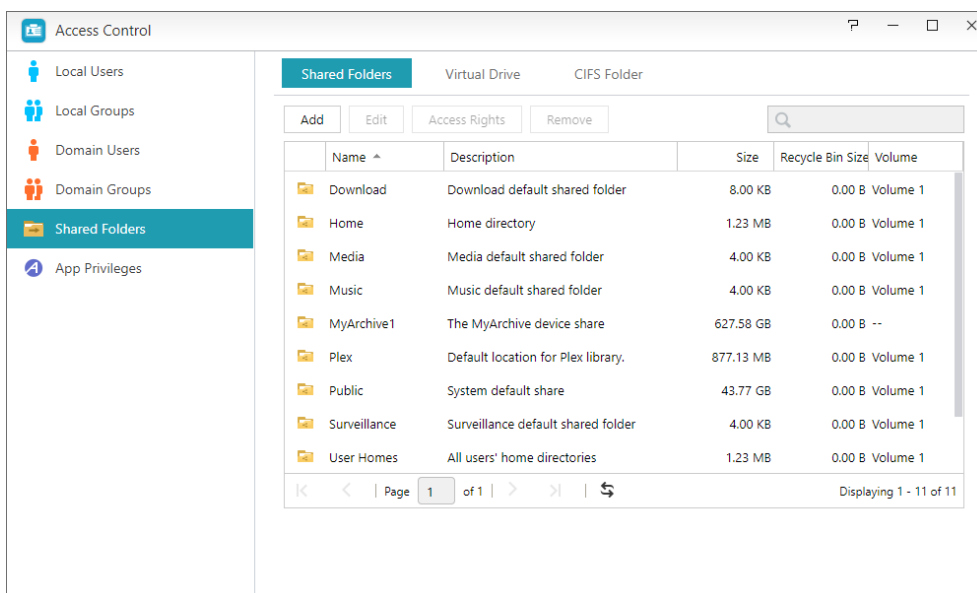 Access Control
Local Users
Local Groups
Domain Users
Domain Groups
Shared Folders
App Privileges
Shared Folders Virtual Drive CIFS Folder
Add Edit Access Rights Remove
Name Description Size Recycle Bin Size Volume
Download Download default shared folder 8.00 KB 0.00 B Volume 1
Home Home directory 1.23 MB 0.00 B Volume 1
Media Media default shared folder 4.00 KB 0.00 B Volume 1
Music Music default shared folder 4.00 KB 0.00 B Volume 1
MyArchive1 The MyArchive device share 627.58 GB 0.00 B --
Plex Default location for Plex library. 877.13 MB 0.00 B Volume 1
Public System default share 43.77 GB 0.00 B Volume 1
Surveillance Surveillance default shared folder 4.00 KB 0.00 B Volume 1
User Homes All users' home directories 1.23 MB 0.00 B Volume 1
Page 1 of 1 Displaying 1 - 11 of 11